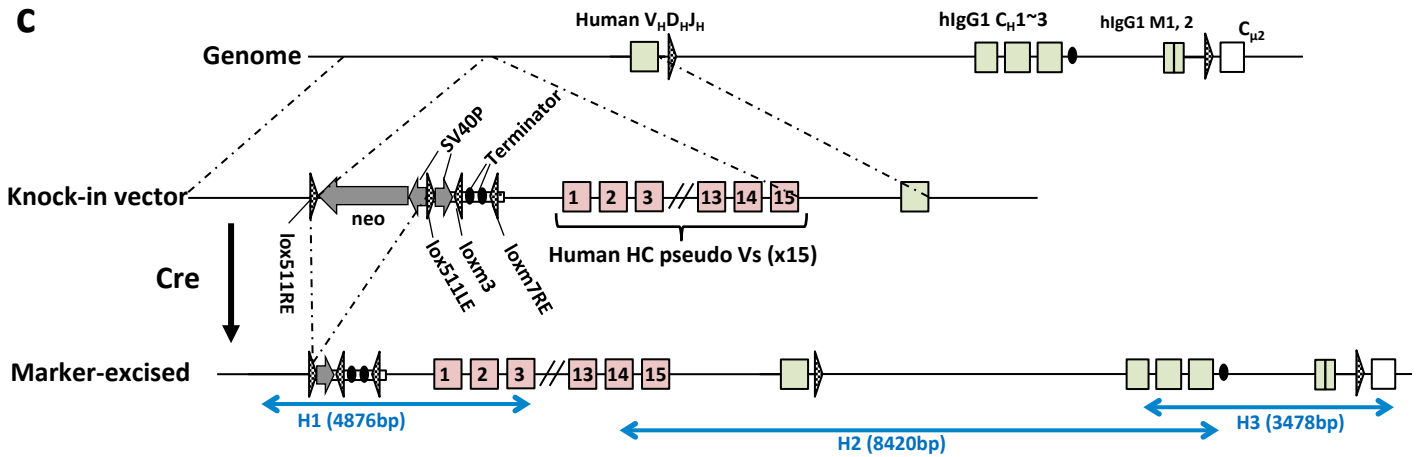 c
Human VHDHJH
hIgG1 CH1~3
hIgG1 M1, 2
Cμ2
Genome
SV40P
Terminator
Knock-in vector
neo
1 2 3 13 14 15
lox511RE
lox511LE
loxm3
loxm7RE
Human HC pseudo Vs (x15)
Cre
Marker-excised
1 2 3 13 14 15
H1 (4876bp)
H2 (8420bp)
H3 (3478bp)